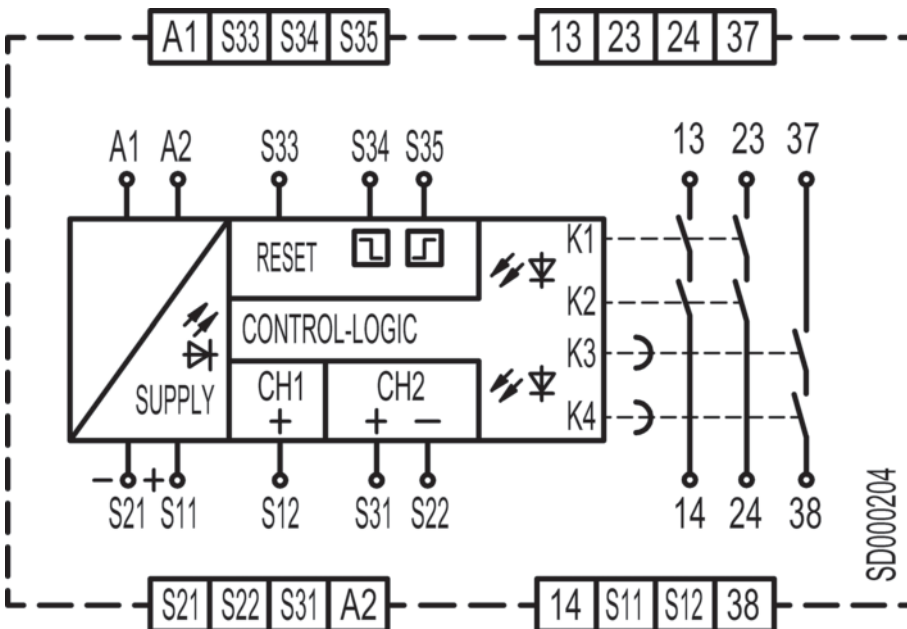 A1 S33 S34 S35 13 23 24 37
A1 A2 S33 S34 S35 13 23 37
RESET K1
K2
CONTROL-LOGIC
K3
SUPPLY CH1 CH2
+ + − K4
− + 
S21 S11 S12 S31 S22 14 24 38
SD000204
S21 S22 S31 A2 14 S11 S12 38